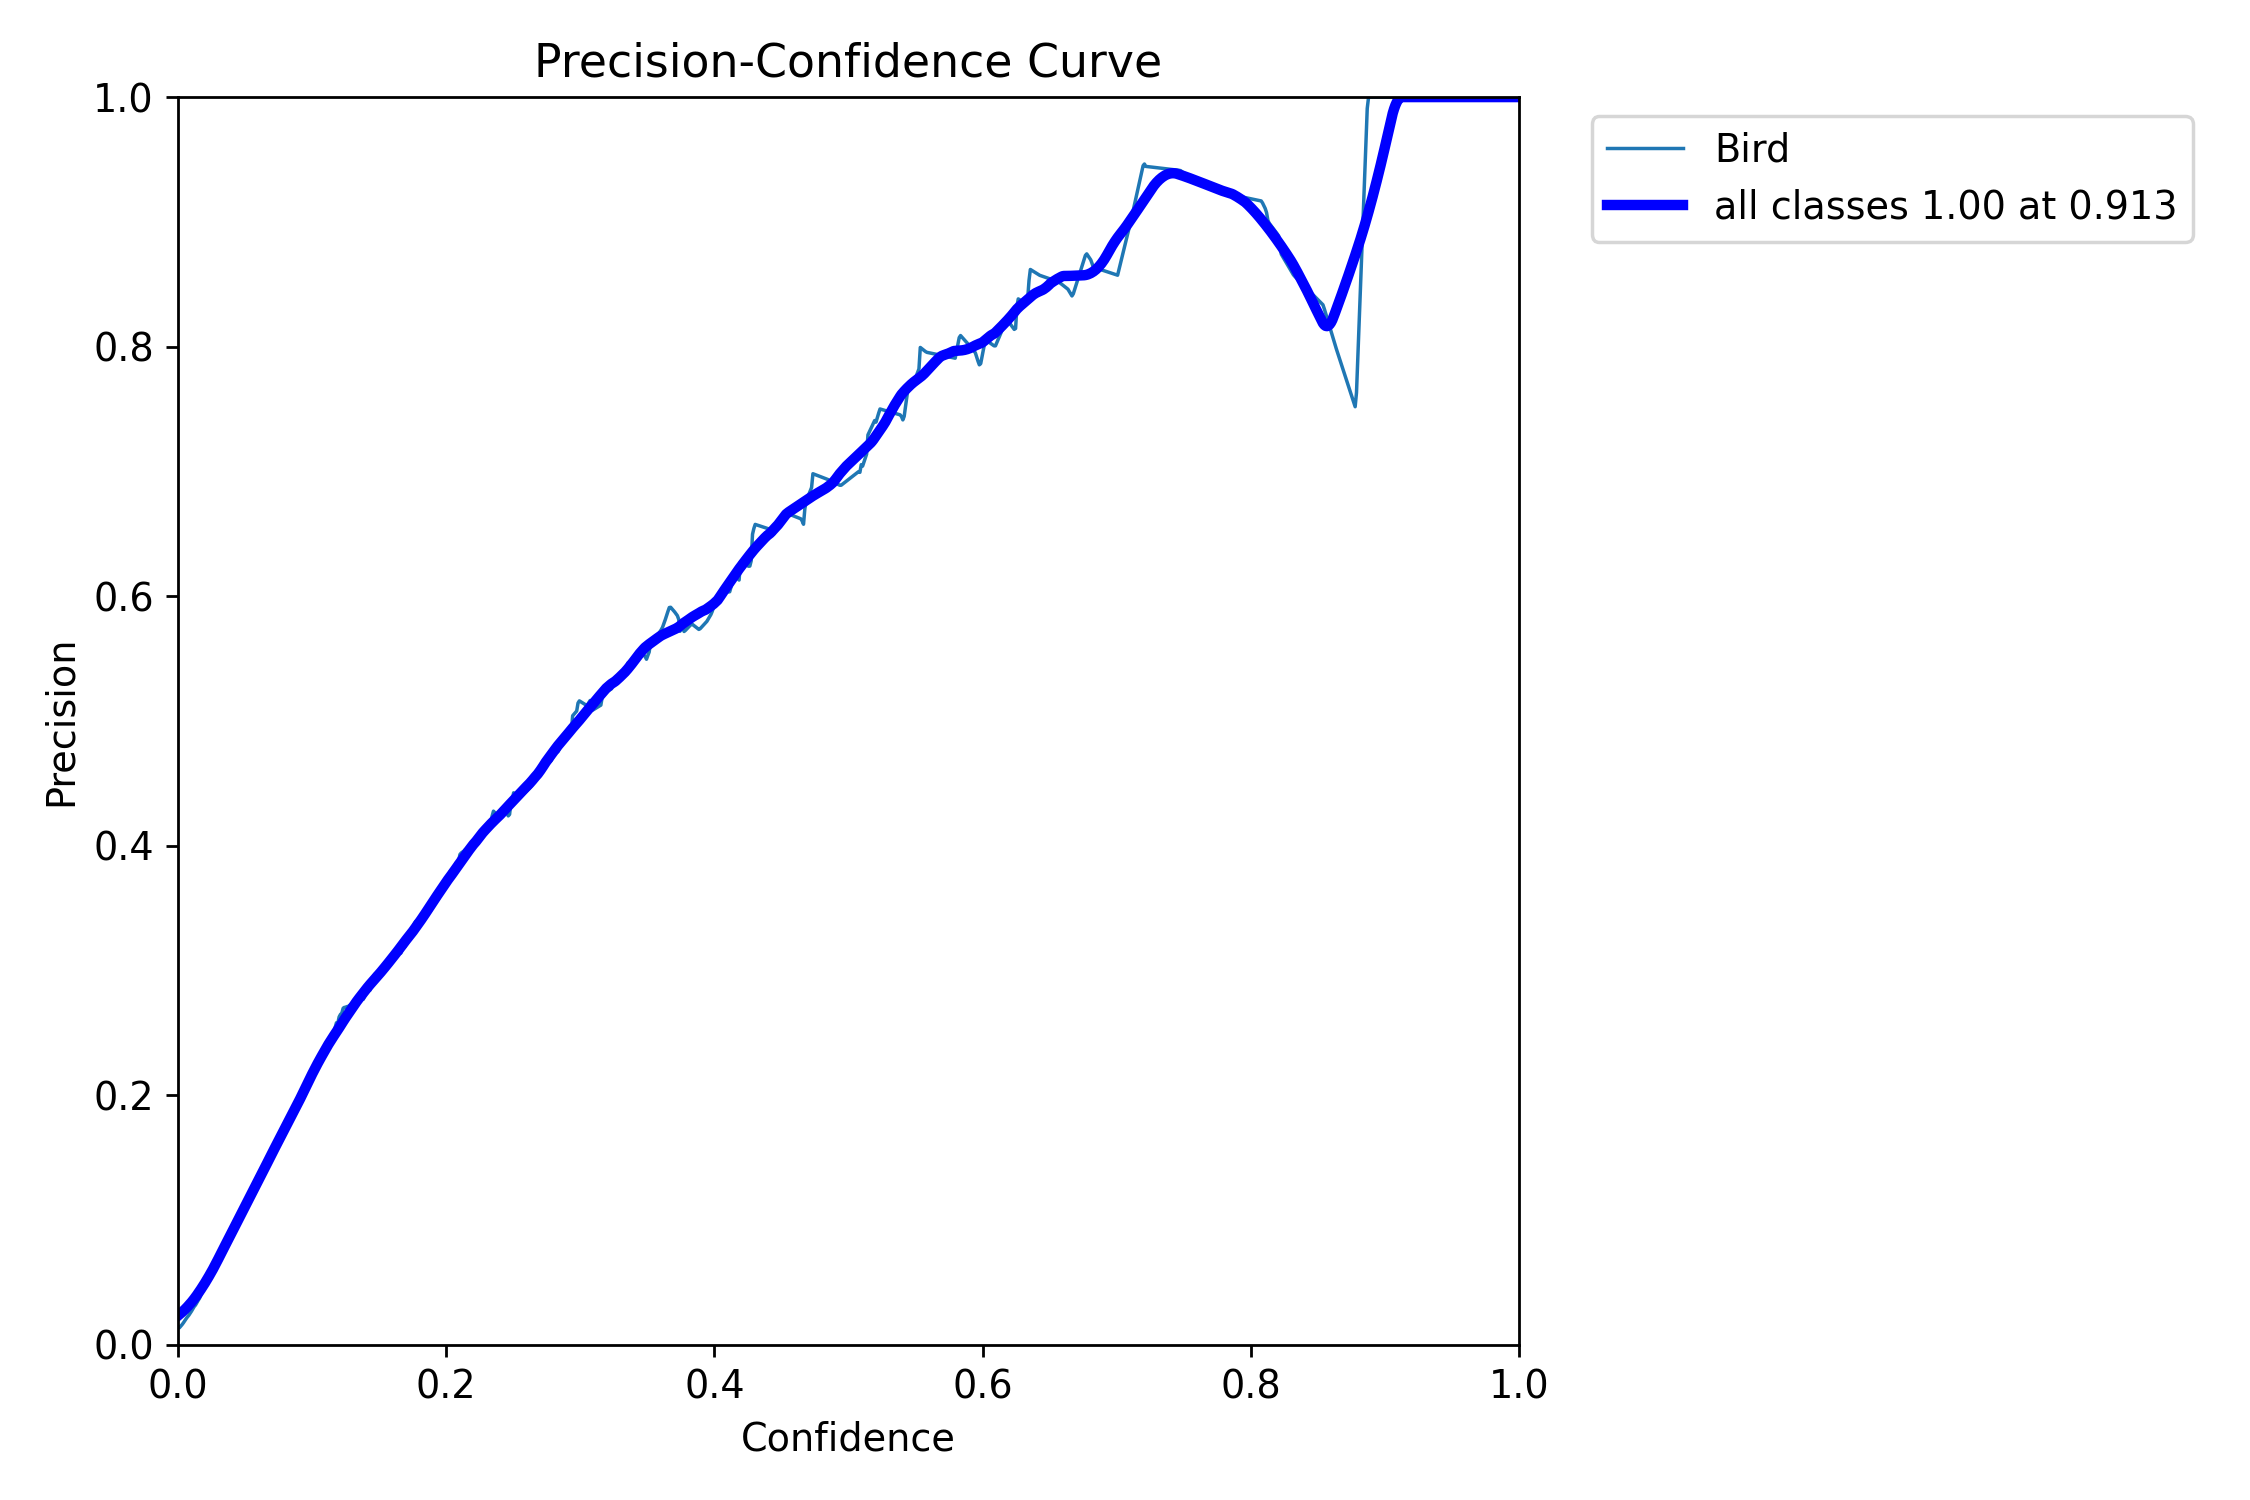 Precision-Confidence Curve
1.0
0.8
0.6
0.4
0.2
0.0
Precision
0.0 0.2 0.4 0.6 0.8 1.0
Confidence
Bird
all classes 1.00 at 0.913